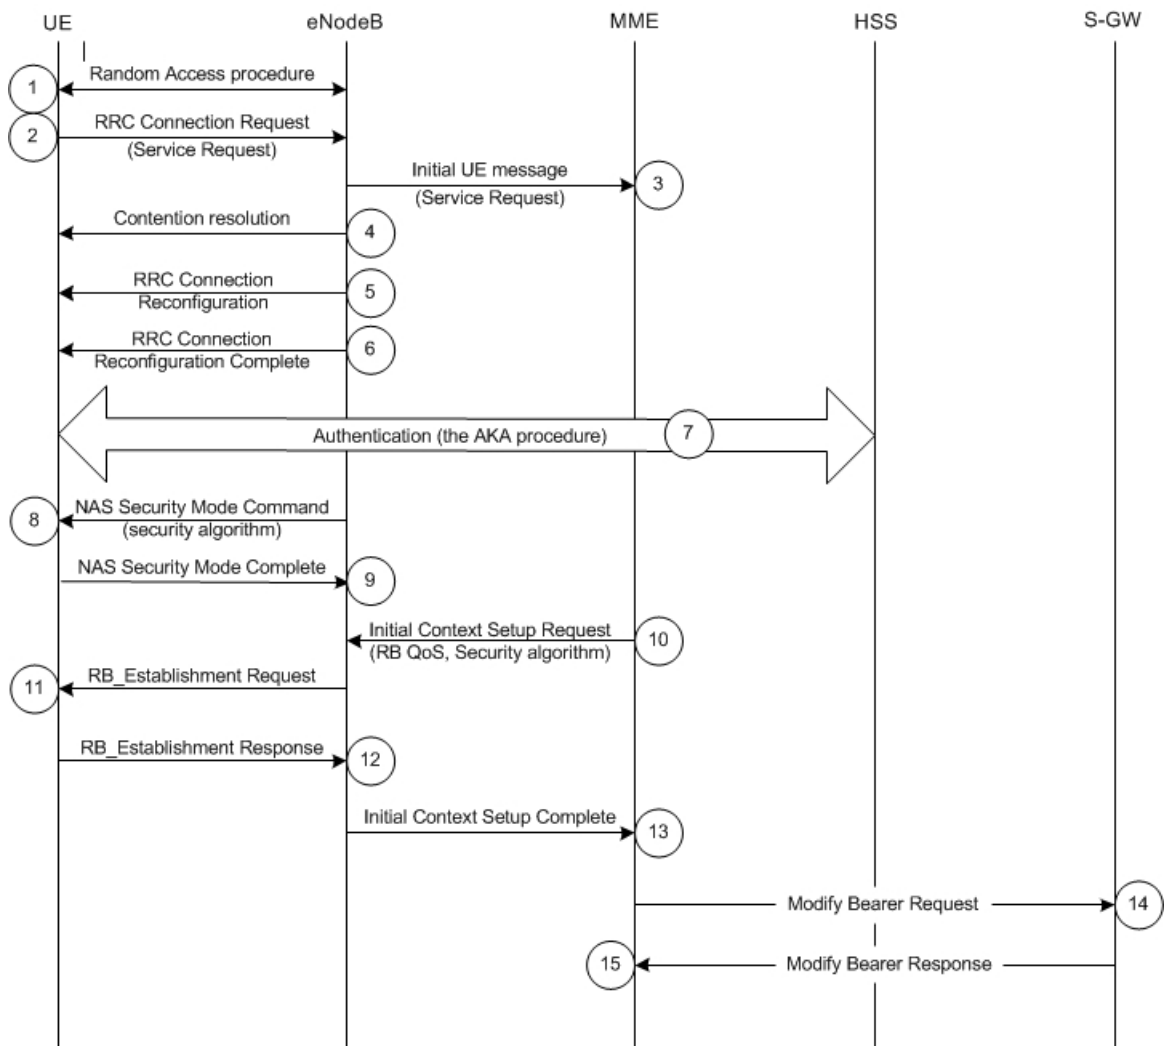 UE eNodeB MME HSS S-GW
Random Access procedure
1
RRC Connection Request
2
(Service Request)
Initial UE message
3
(Service Request)
Contention resolution
4
RRC Connection
5
Reconfiguration
RRC Connection
6
Reconfiguration Complete
Authentication (the AKA procedure)
7
NAS Security Mode Command
8
(security algorithm)
NAS Security Mode Complete
9
Initial Context Setup Request
10
(RB QoS, Security algorithm)
RB_Establishment Request
11
RB_Establishment Response
12
Initial Context Setup Complete
13
Modify Bearer Request
14
15
Modify Bearer Response